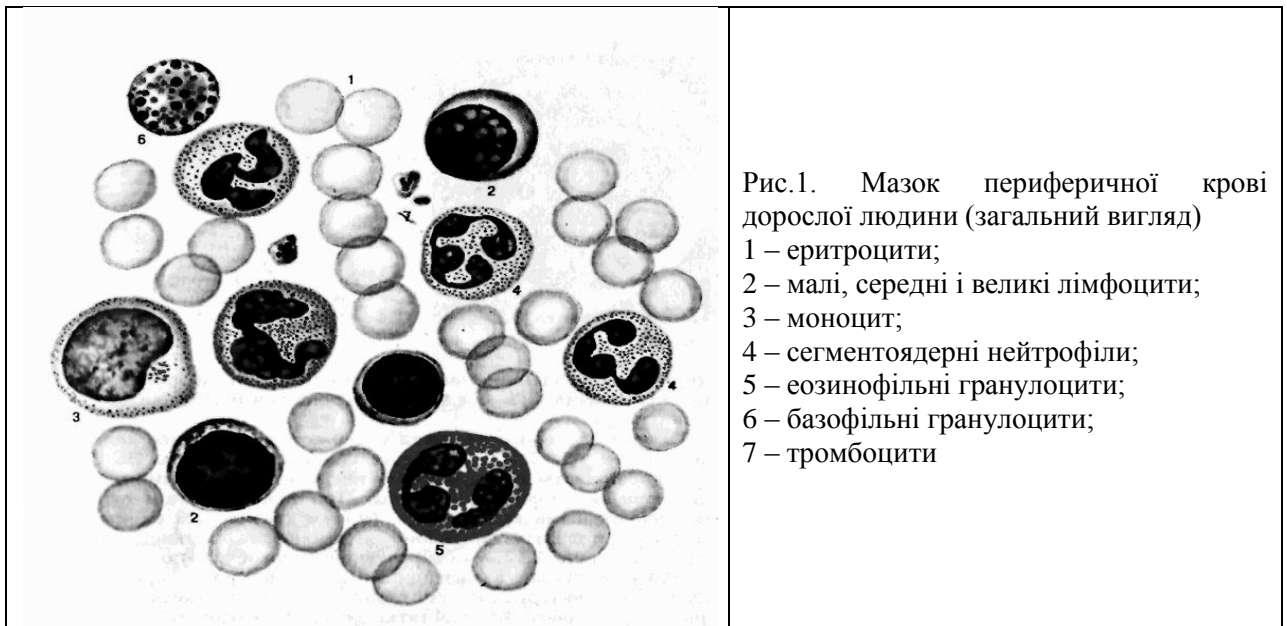 1
6
2
7
4
4
3
2
5
Рис.1. Мазок периферичної крові
дорослої людини (загальний вигляд)
1 – еритроцити;
2 – малі, середні і великі лімфоцити;
3 – моноцит;
4 – сегментоядерні нейтрофіли;
5 – еозинофільні гранулоцити;
6 – базофільні гранулоцити;
7 – тромбоцити